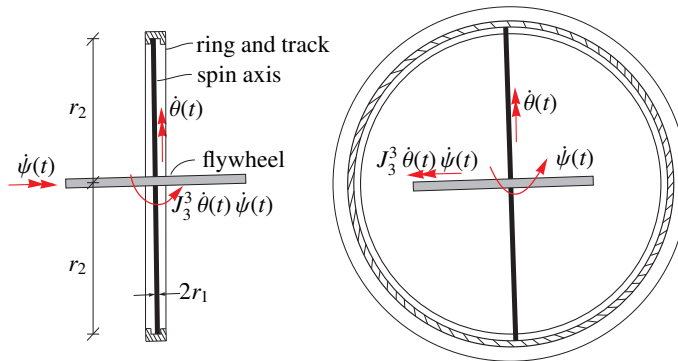 ring and track
spin axis
r₂
θ̇(t)
ψ̇(t)
flywheel
J₃³ θ̇(t) ψ̇(t)
r₂
2r₁
θ̇(t)
J₃³ θ̇(t) ψ̇(t)
ψ̇(t)